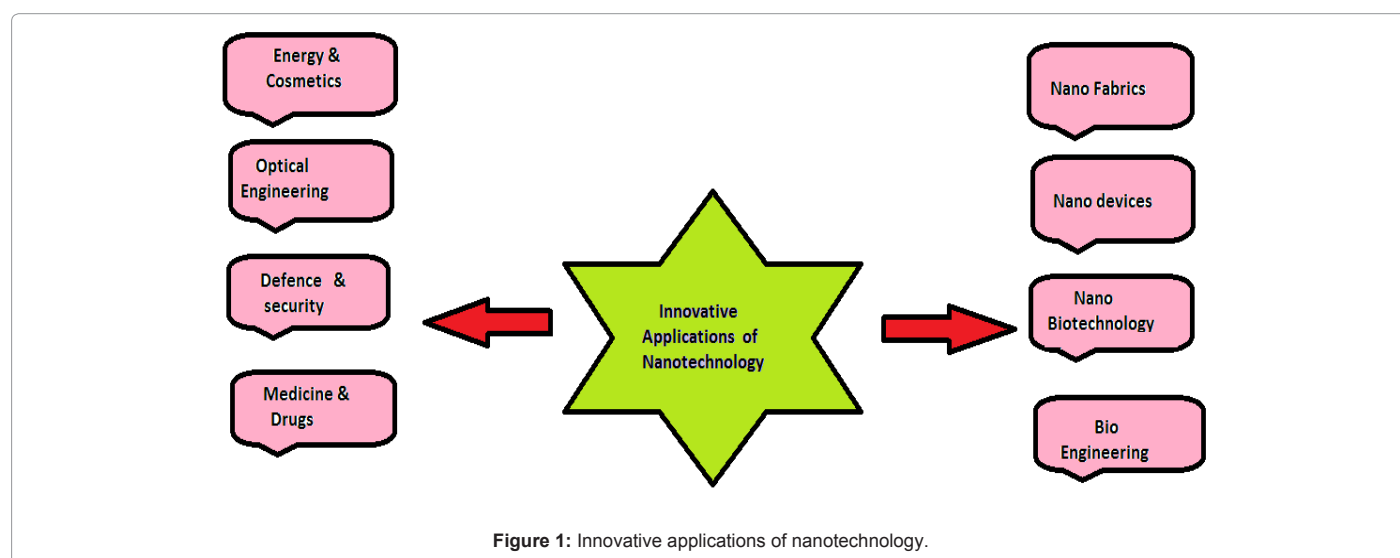 Energy &
Cosmetics
Optical
Engineering
Defence & 
security
Medicine &
Drugs
Innovative
Applications of
Nanotechnology
Nano Fabrics
Nano devices
Nano
Biotechnology
Bio
Engineering
Figure 1: Innovative applications of nanotechnology.